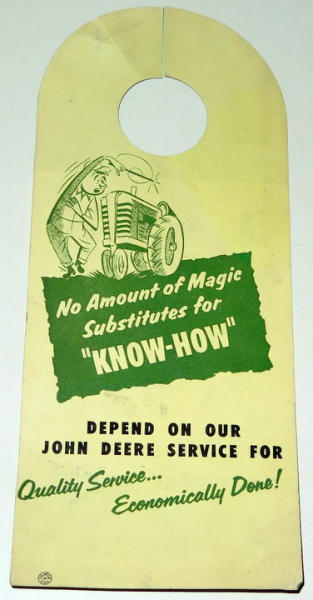 No Amount of Magic
Substitutes for
"KNOW-HOW"
DEPEND ON OUR
JOHN DEERE SERVICE FOR
Quality Service...
Economically Done!